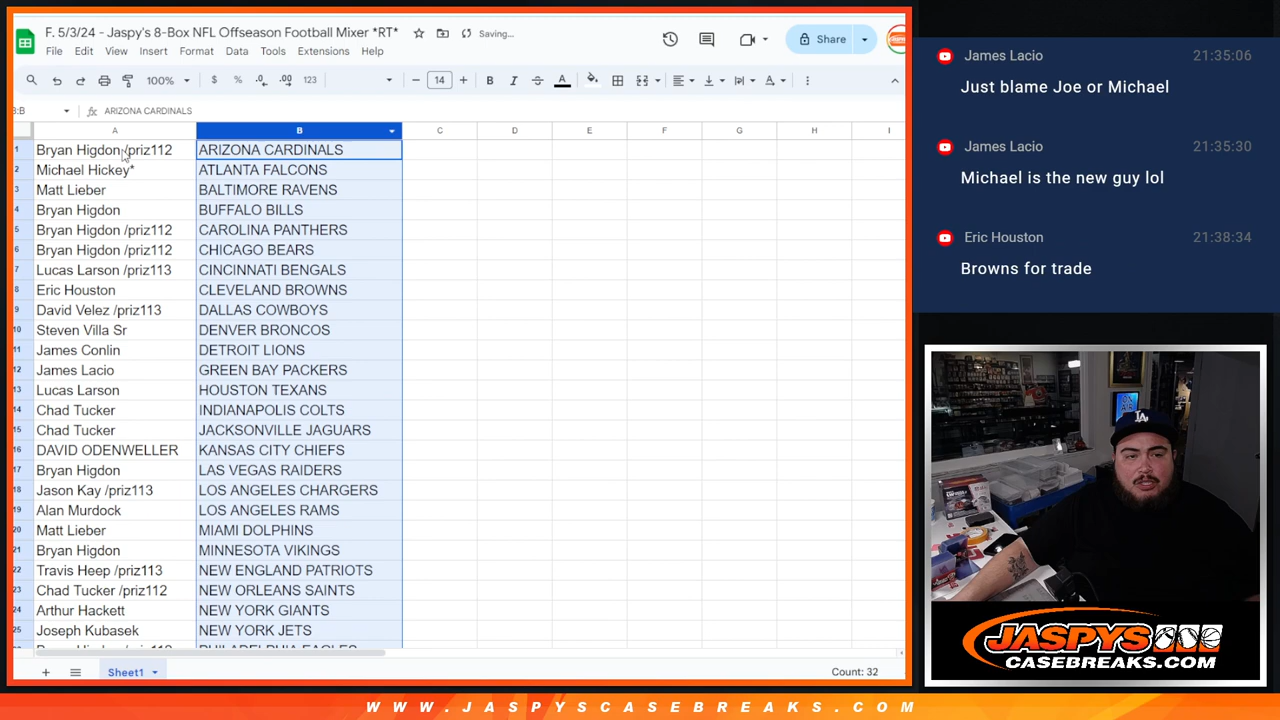 F. 5/3/24 - Jaspy's 8-Box NFL Offseason Football Mixer *RT*
Saving...
File Edit View Insert Format Data Tools Extensions Help
Share
100% $ % .0 .00 123 14 B I S A
B:B ARIZONA CARDINALS
A B C D E F G H I
1 Bryan Higdon /priz112 ARIZONA CARDINALS
2 Michael Hickey* ATLANTA FALCONS
3 Matt Lieber BALTIMORE RAVENS
4 Bryan Higdon BUFFALO BILLS
5 Bryan Higdon /priz112 CAROLINA PANTHERS
6 Bryan Higdon /priz112 CHICAGO BEARS
7 Lucas Larson /priz113 CINCINNATI BENGALS
8 Eric Houston CLEVELAND BROWNS
9 David Velez /priz113 DALLAS COWBOYS
10 Steven Villa Sr DENVER BRONCOS
11 James Conlin DETROIT LIONS
12 James Lacio GREEN BAY PACKERS
13 Lucas Larson HOUSTON TEXANS
14 Chad Tucker INDIANAPOLIS COLTS
15 Chad Tucker JACKSONVILLE JAGUARS
16 DAVID ODENWELLER KANSAS CITY CHIEFS
17 Bryan Higdon LAS VEGAS RAIDERS
18 Jason Kay /priz113 LOS ANGELES CHARGERS
19 Alan Murdock LOS ANGELES RAMS
20 Matt Lieber MIAMI DOLPHINS
21 Bryan Higdon MINNESOTA VIKINGS
22 Travis Heep /priz113 NEW ENGLAND PATRIOTS
23 Chad Tucker /priz112 NEW ORLEANS SAINTS
24 Arthur Hackett NEW YORK GIANTS
25 Joseph Kubasek NEW YORK JETS
PHILADELPHIA EAGLES
Sheet1
Count: 32
James Lacio 21:35:06
Just blame Joe or Michael
James Lacio 21:35:30
Michael is the new guy lol
Eric Houston 21:38:34
Browns for trade
LA
JASPYS
CASEBREAKS.COM
WWW.JASPYSCASEBREAKS.COM